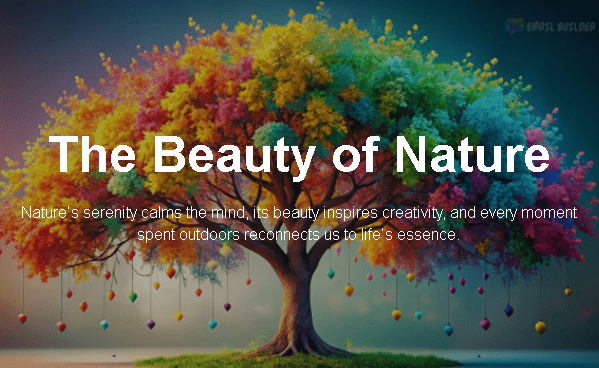 EMAIL BUILDER
The Beauty of Nature
Nature's serenity calms the mind, its beauty inspires creativity, and every moment
spent outdoors reconnects us to life's essence.